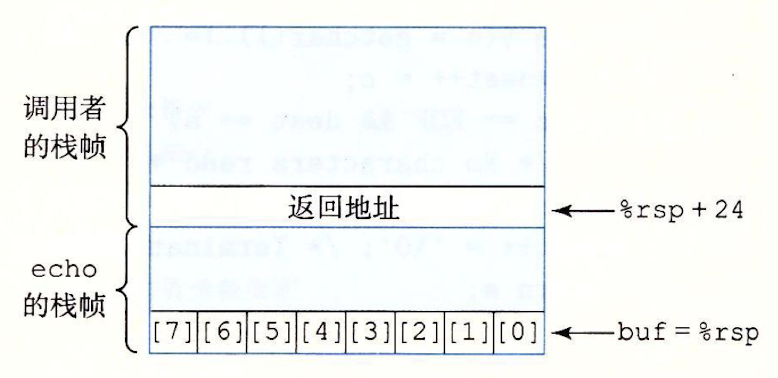 调用者
的栈帧
返回地址
%rsp + 24
echo
的栈帧
[7] [6] [5] [4] [3] [2] [1] [0]
buf = %rsp